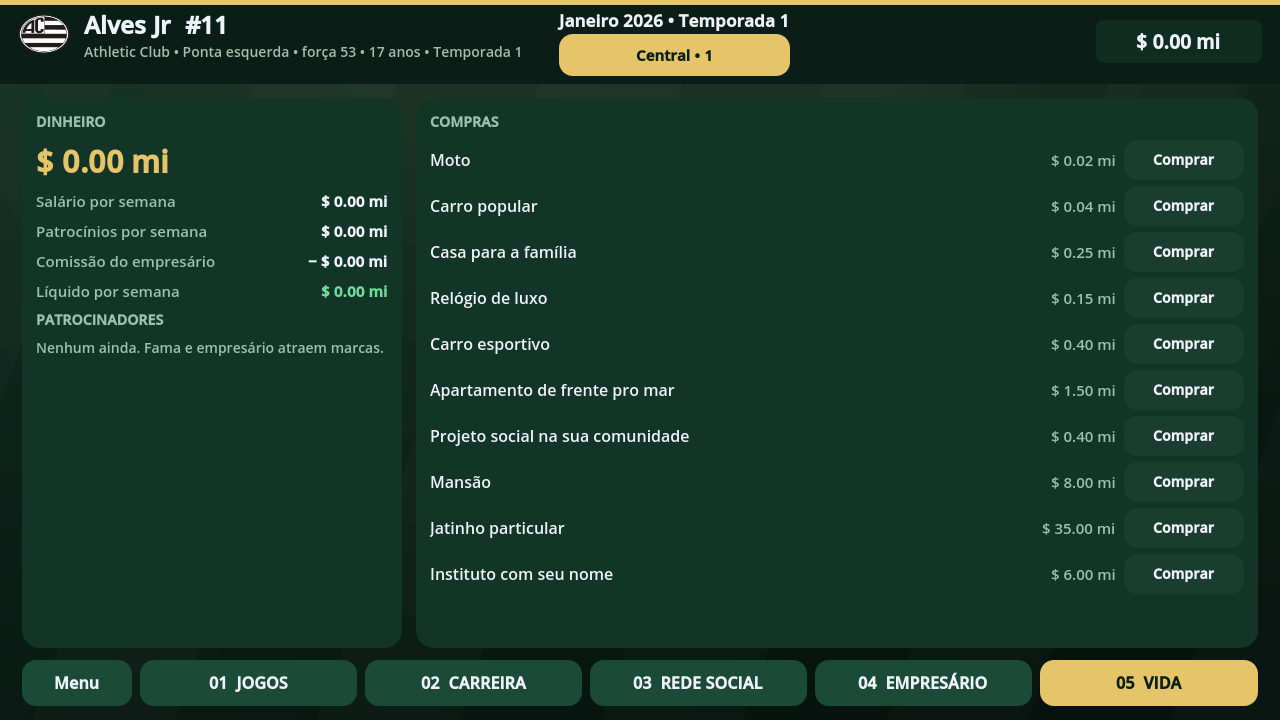 AC
Alves Jr #11
Athletic Club • Ponta esquerda • força 53 • 17 anos • Temporada 1
Janeiro 2026 • Temporada 1
Central • 1
$ 0.00 mi
DINHEIRO
$ 0.00 mi
Salário por semana $ 0.00 mi
Patrocínios por semana $ 0.00 mi
Comissão do empresário – $ 0.00 mi
Líquido por semana $ 0.00 mi
PATROCINADORES
Nenhum ainda. Fama e empresário atraem marcas.
COMPRAS
Moto $ 0.02 mi Comprar
Carro popular $ 0.04 mi Comprar
Casa para a família $ 0.25 mi Comprar
Relógio de luxo $ 0.15 mi Comprar
Carro esportivo $ 0.40 mi Comprar
Apartamento de frente pro mar $ 1.50 mi Comprar
Projeto social na sua comunidade $ 0.40 mi Comprar
Mansão $ 8.00 mi Comprar
Jatinho particular $ 35.00 mi Comprar
Instituto com seu nome $ 6.00 mi Comprar
Menu
01 JOGOS
02 CARREIRA
03 REDE SOCIAL
04 EMPRESÁRIO
05 VIDA